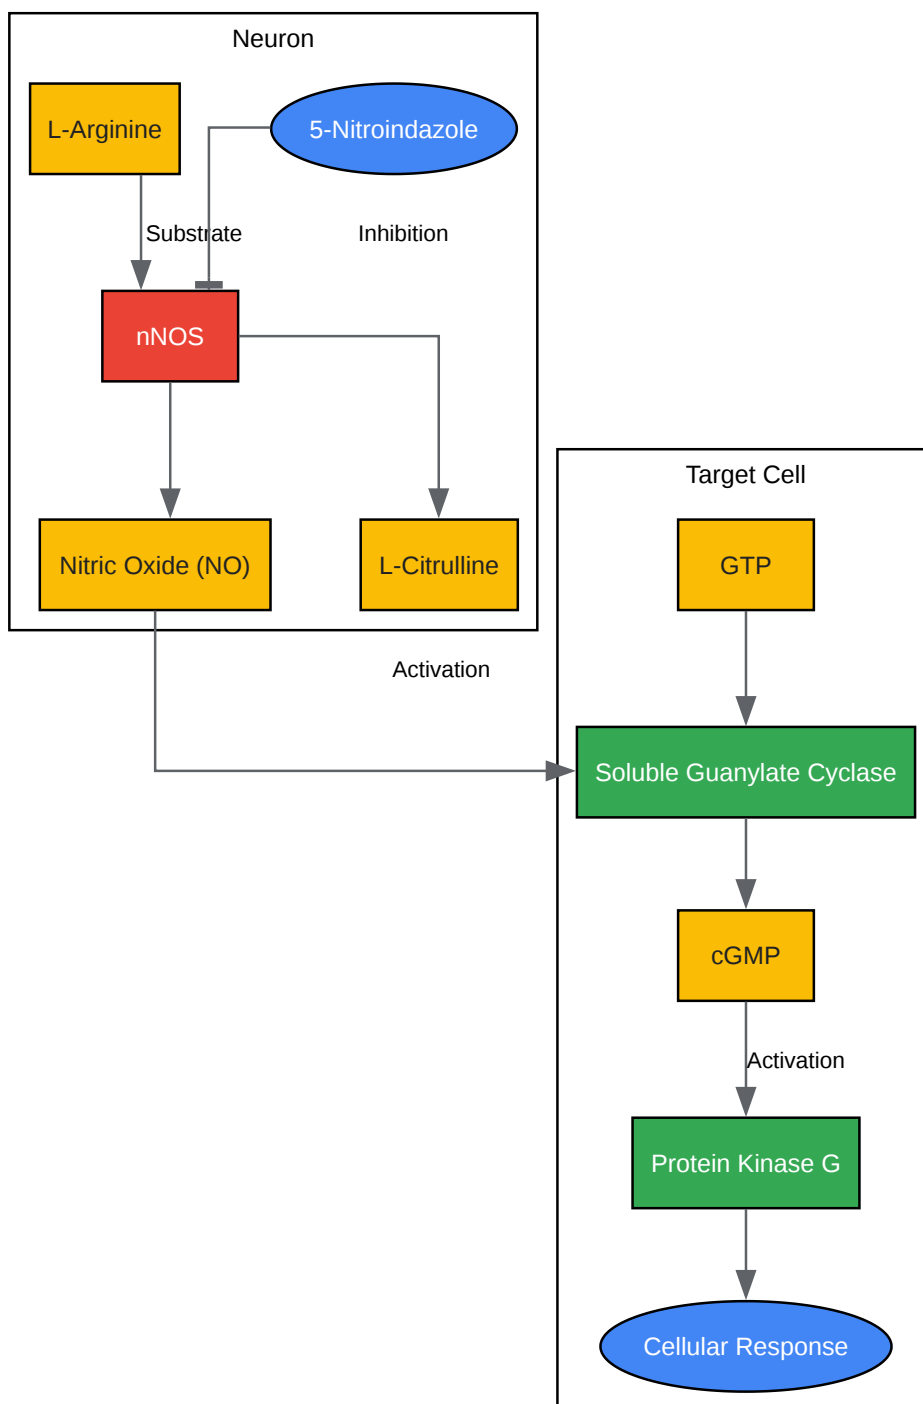 Neuron
L-Arginine
5-Nitroindazole
Substrate
Inhibition
nNOS
Nitric Oxide (NO)
L-Citrulline
Activation
Target Cell
GTP
Soluble Guanylate Cyclase
cGMP
Activation
Protein Kinase G
Cellular Response